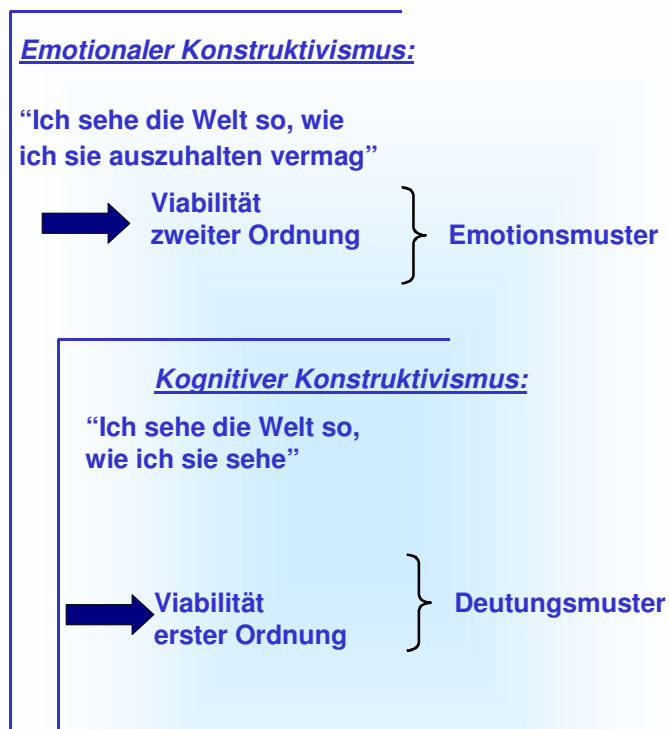 Emotionaler Konstruktivismus:
“Ich sehe die Welt so, wie
ich sie auszuhalten vermag”
Viabilität
zweiter Ordnung
Emotionsmuster
Kognitiver Konstruktivismus:
“Ich sehe die Welt so,
wie ich sie sehe”
Viabilität
erster Ordnung
Deutungsmuster